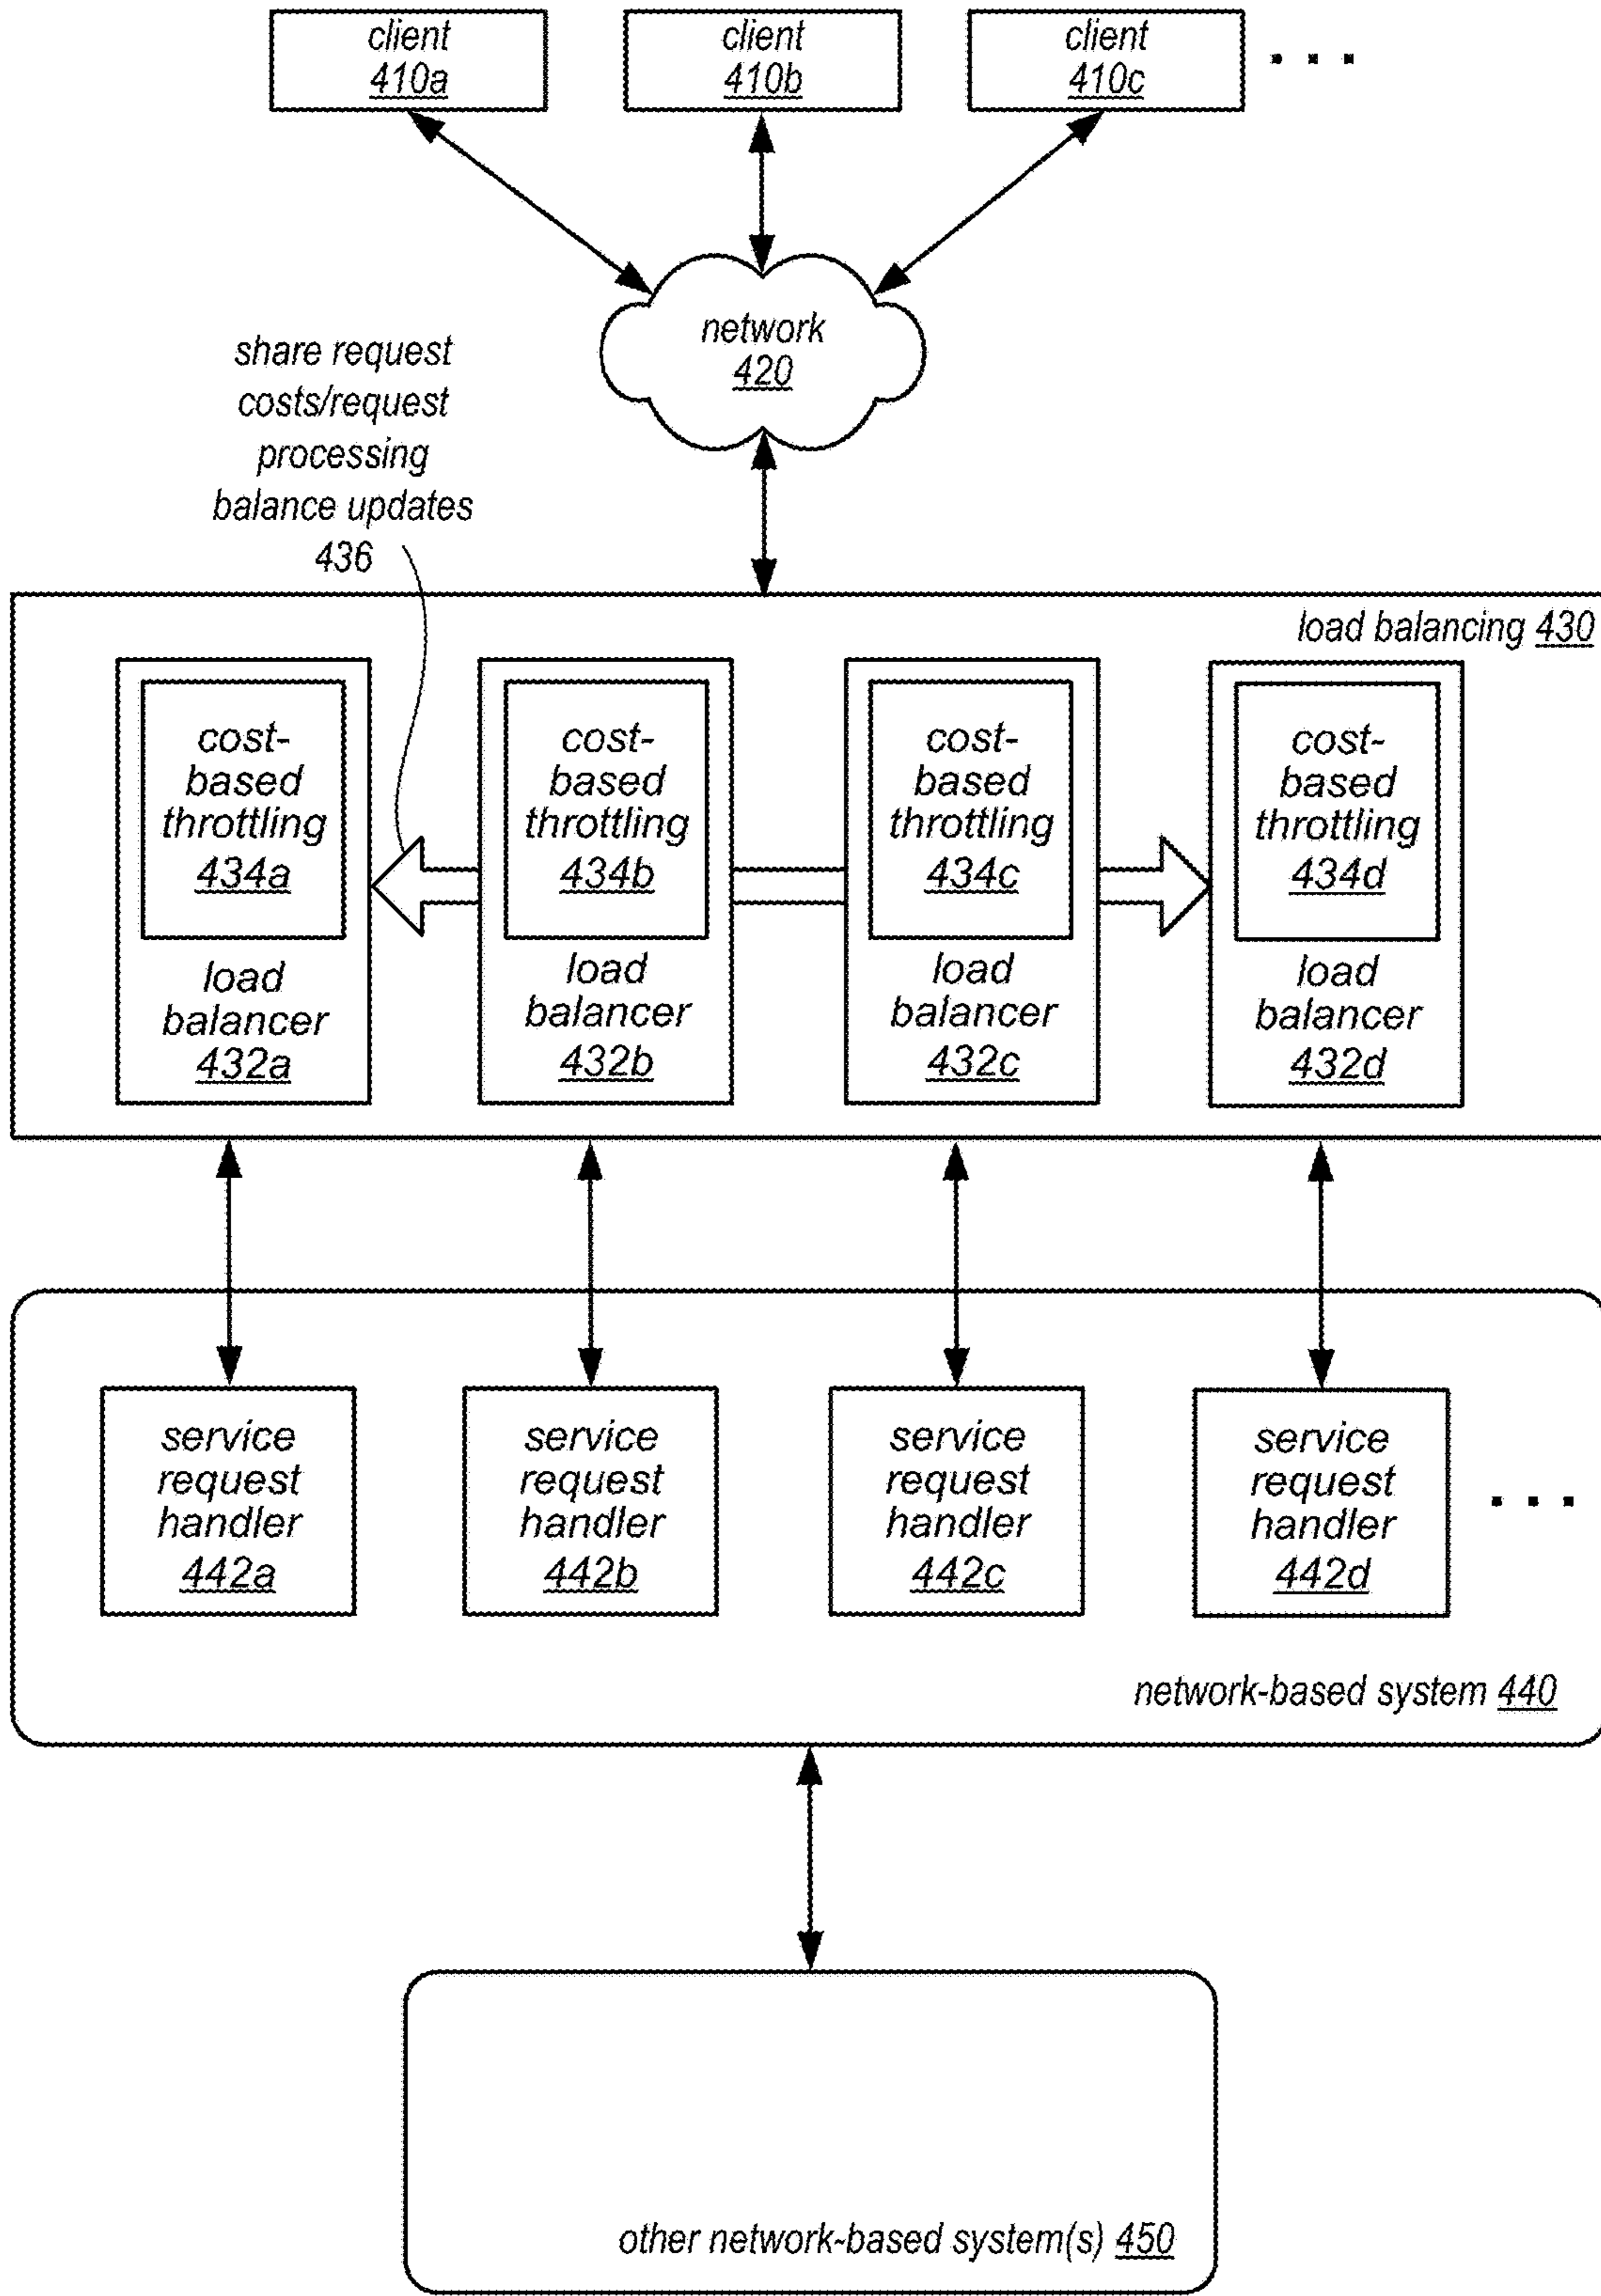 client
410a
client
410b
client
410c
. . .
network
420
share request
costs/request
processing
balance updates
436
load balancing 430
cost-
based
throttling
434a
load
balancer
432a
cost-
based
throttling
434b
load
balancer
432b
cost-
based
throttling
434c
load
balancer
432c
cost-
based
throttling
434d
load
balancer
432d
service
request
handler
442a
service
request
handler
442b
service
request
handler
442c
service
request
handler
442d
. . .
network-based system 440
other network-based system(s) 450